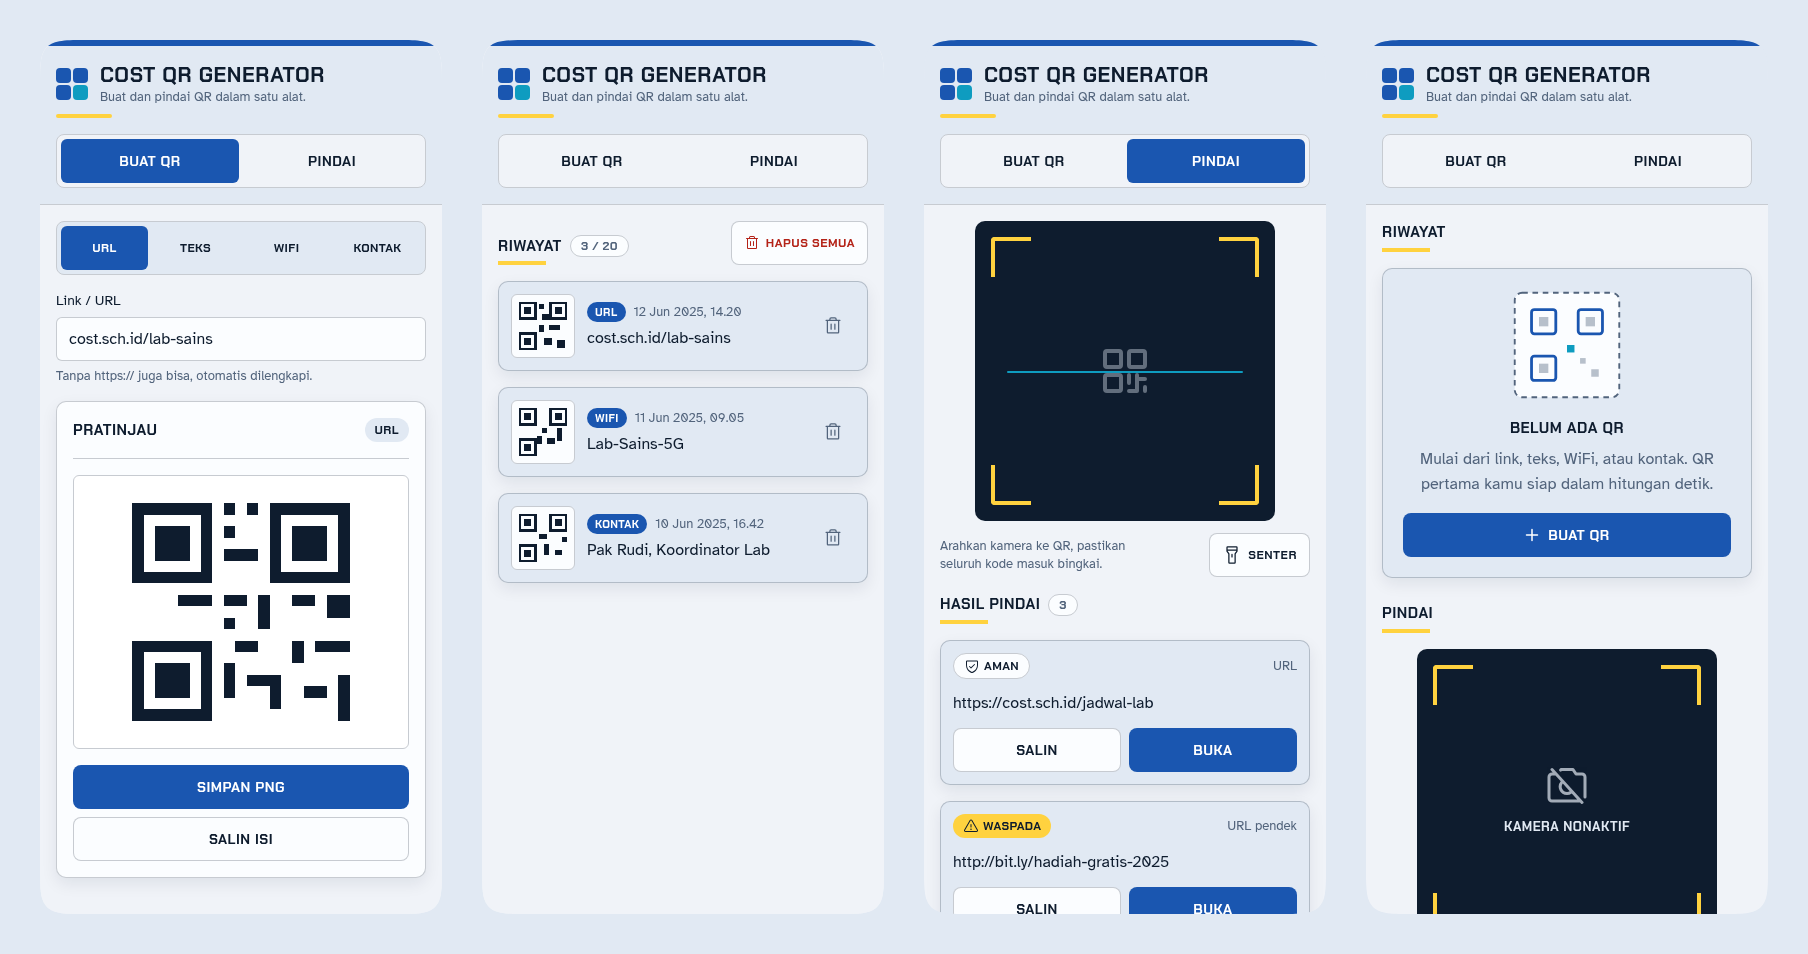 COST QR GENERATOR
Buat dan pindai QR dalam satu alat.
BUAT QR
PINDAI
URL
TEKS
WIFI
KONTAK
Link / URL
cost.sch.id/lab-sains
Tanpa https:// juga bisa, otomatis dilengkapi.
PRATINJAU
URL
SIMPAN PNG
SALIN ISI
COST QR GENERATOR
Buat dan pindai QR dalam satu alat.
BUAT QR
PINDAI
RIWAYAT
3 / 20
HAPUS SEMUA
URL
12 Jun 2025, 14.20
cost.sch.id/lab-sains
WIFI
11 Jun 2025, 09.05
Lab-Sains-5G
KONTAK
10 Jun 2025, 16.42
Pak Rudi, Koordinator Lab
COST QR GENERATOR
Buat dan pindai QR dalam satu alat.
BUAT QR
PINDAI
Arahkan kamera ke QR, pastikan
seluruh kode masuk bingkai.
SENTER
HASIL PINDAI
3
AMAN
URL
https://cost.sch.id/jadwal-lab
SALIN
BUKA
WASPADA
URL pendek
http://bit.ly/hadiah-gratis-2025
SALIN
BUKA
COST QR GENERATOR
Buat dan pindai QR dalam satu alat.
BUAT QR
PINDAI
RIWAYAT
BELUM ADA QR
Mulai dari link, teks, WiFi, atau kontak. QR
pertama kamu siap dalam hitungan detik.
+ BUAT QR
PINDAI
KAMERA NONAKTIF